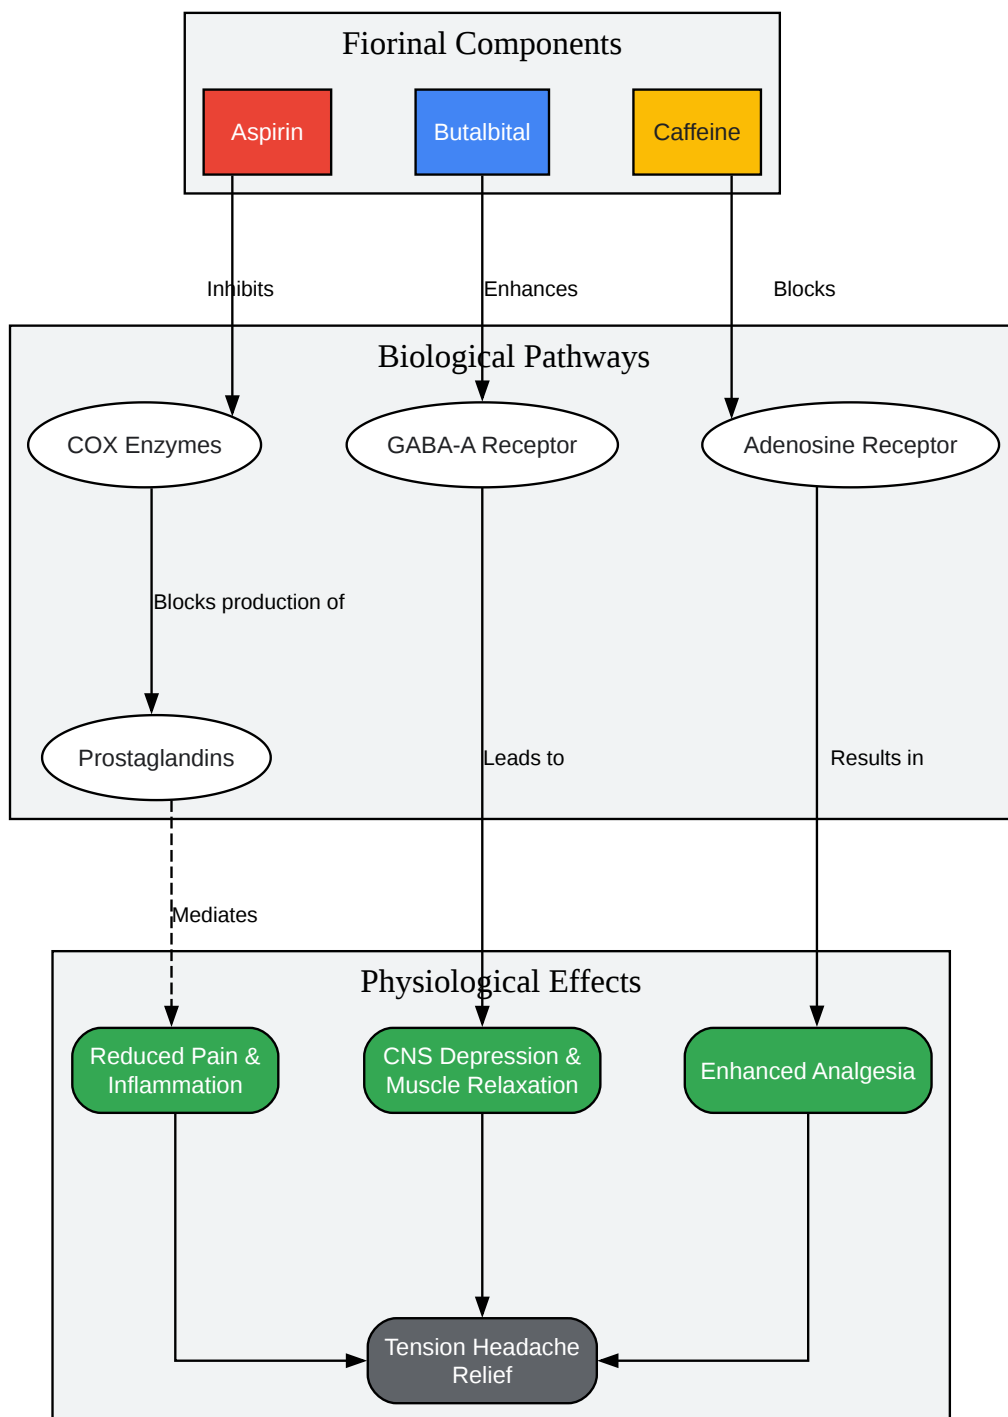 Fiorinal Components
Aspirin
Butalbital
Caffeine
Inhibits
Enhances
Blocks
Biological Pathways
COX Enzymes
GABA-A Receptor
Adenosine Receptor
Blocks production of
Prostaglandins
Leads to
Results in
Mediates
Physiological Effects
Reduced Pain &
Inflammation
CNS Depression &
Muscle Relaxation
Enhanced Analgesia
Tension Headache
Relief